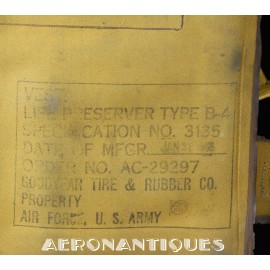 VEST
LIFE PRESERVER TYPE B-4
SPECIFICATION NO. 3135
DATE OF MFGR.
ORDER NO. AC-29297
GOODYEAR TIRE & RUBBER CO.
PROPERTY
AIR FORCE, U. S. ARMY
AERONANTIQUES